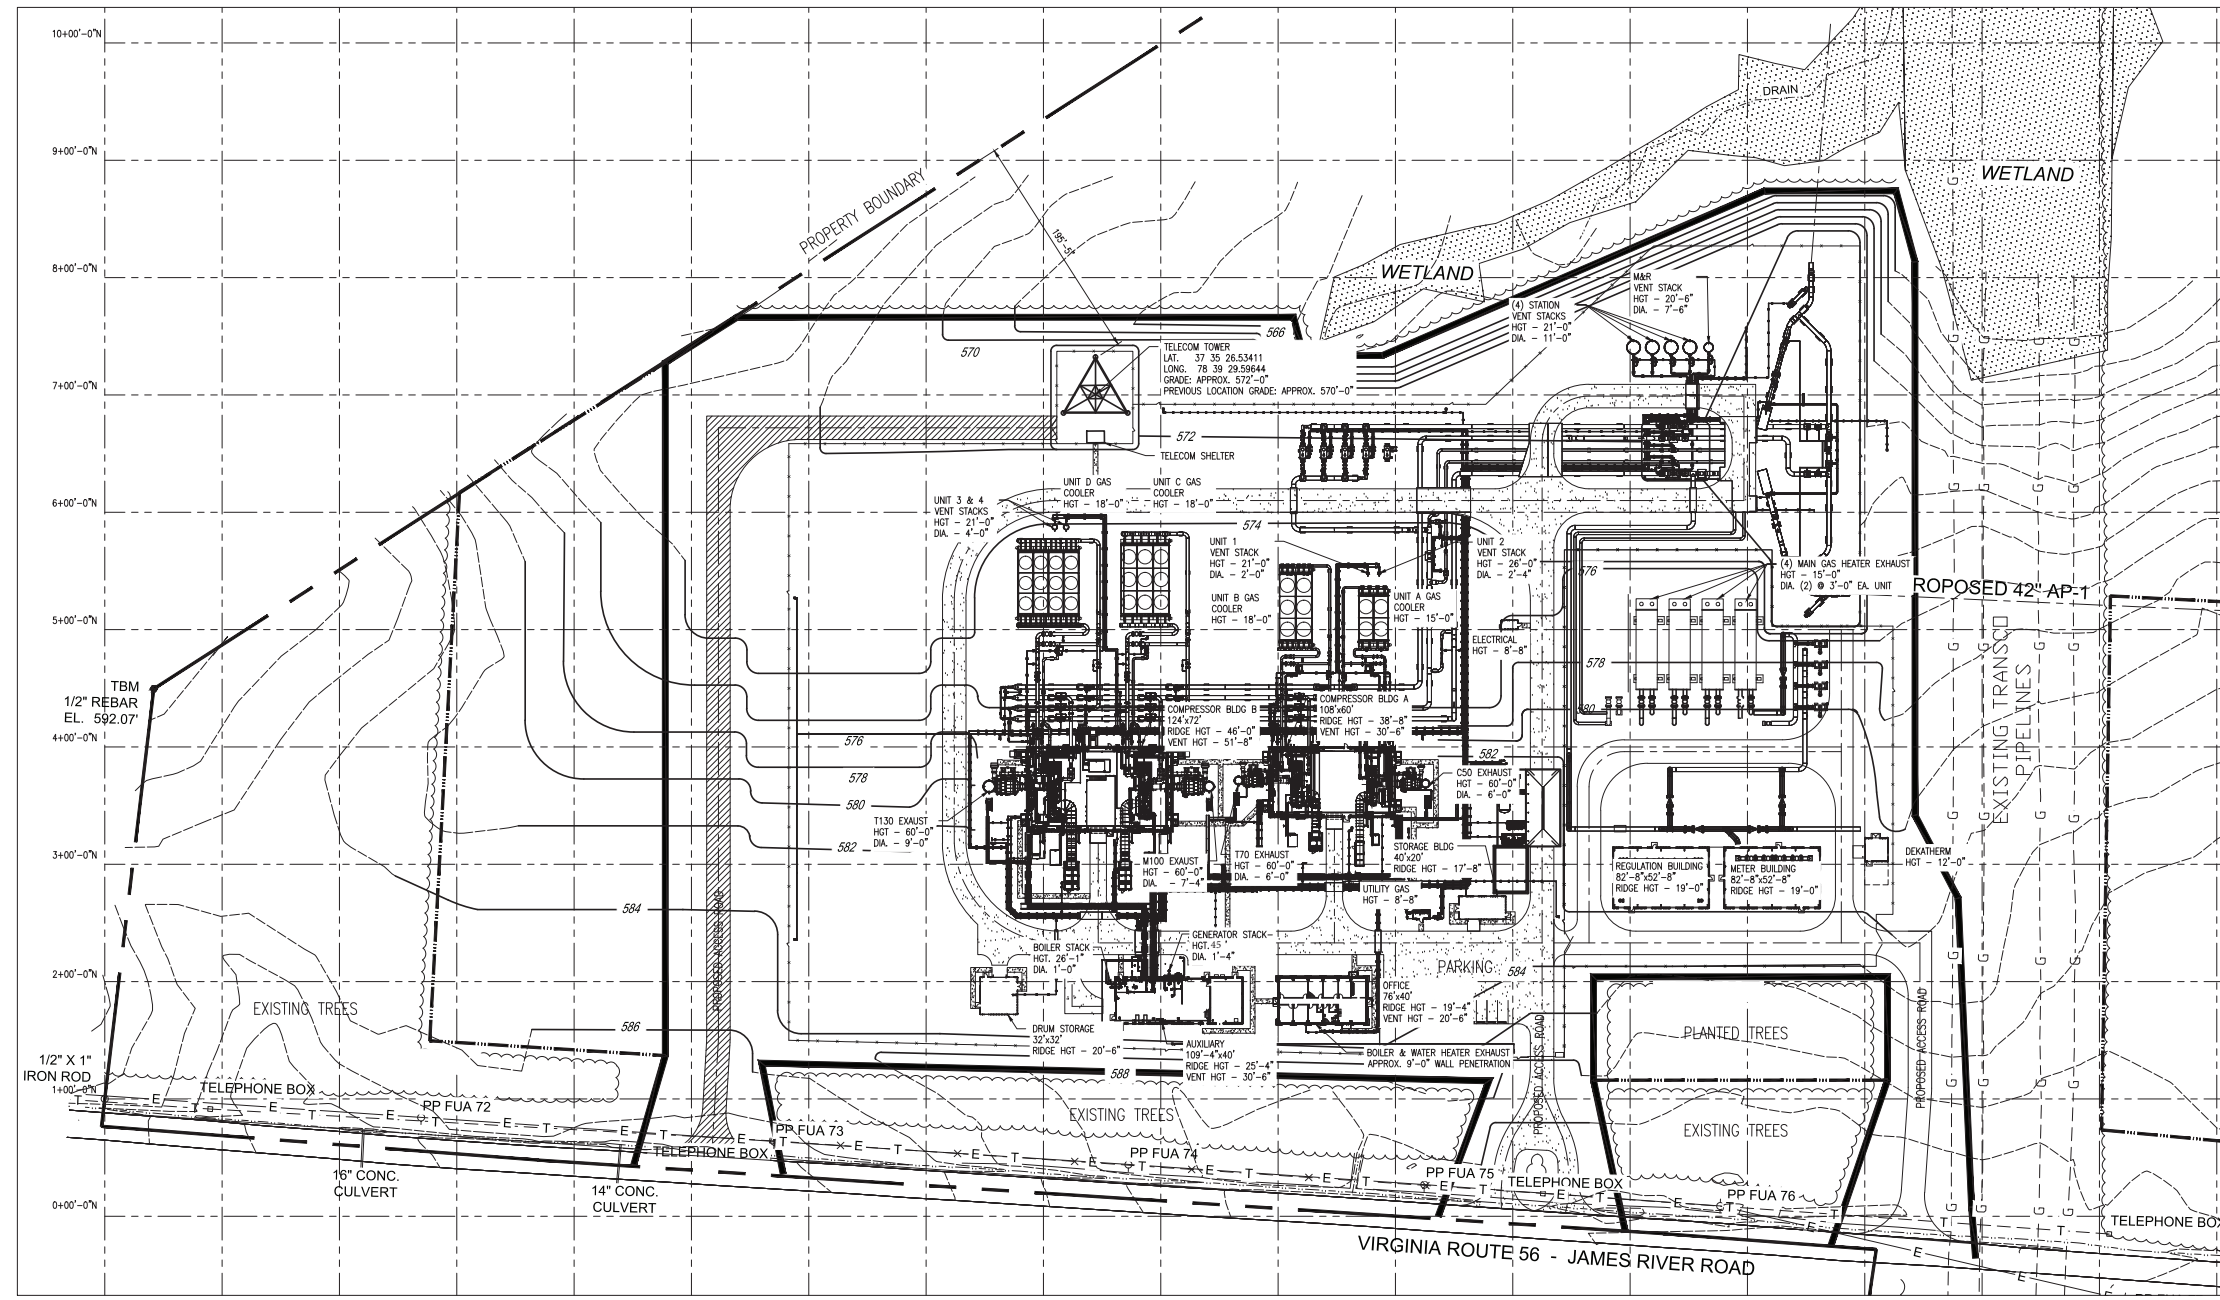 10+00'-0"N
9+00'-0"N
8+00'-0"N
7+00'-0"N
6+00'-0"N
5+00'-0"N
4+00'-0"N
3+00'-0"N
2+00'-0"N
1+00'-0"N
0+00'-0"N
DRAIN
WETLAND
WETLAND
PROPERTY BOUNDARY
195'-5"
M&R
VENT STACK
HGT - 20'-6"
DIA. - 7'-6"
(4) STATION
VENT STACKS
HGT - 21'-0"
DIA. - 11'-0"
566
570
TELECOM TOWER
LAT. 37 35 26.53411
LONG. 78 39 29.59644
GRADE: APPROX. 572'-0"
PREVIOUS LOCATION GRADE: APPROX. 570'-0"
572
TELECOM SHELTER
UNIT D GAS
COOLER
HGT - 18'-0"
UNIT C GAS
COOLER
HGT - 18'-0"
UNIT 3 & 4
VENT STACKS
HGT - 21'-0"
DIA. - 4'-0"
574
UNIT 1
VENT STACK
HGT - 21'-0"
DIA. - 2'-0"
UNIT 2
VENT STACK
HGT - 26'-0"
DIA. - 2'-4"
UNIT B GAS
COOLER
HGT - 18'-0"
UNIT A GAS
COOLER
HGT - 15'-0"
576
(4) MAIN GAS HEATER EXHAUST
HGT - 15'-0"
DIA. (2) @ 3'-0" EA. UNIT
ROPOSED 42" AP-1
ELECTRICAL
HGT - 8'-8"
578
580
TBM
1/2" REBAR
EL. 592.07'
COMPRESSOR BLDG A
108'x60'
RIDGE HGT - 38'-8"
VENT HGT - 30'-6"
COMPRESSOR BLDG B
124'x72'
RIDGE HGT - 46'-0"
VENT HGT - 51'-8"
EXISTING TRANSCO
PIPELINES
576
578
580
582
582
C50 EXHAUST
HGT - 60'-0"
DIA. - 6'-0"
T130 EXAUST
HGT - 60'-0"
DIA. - 9'-0"
M100 EXAUST
HGT - 60'-0"
DIA. - 7'-4"
T70 EXHAUST
HGT - 60'-0"
DIA. - 6'-0"
STORAGE BLDG
40'x20'
RIDGE HGT - 17'-8"
UTILITY GAS
HGT - 8'-8"
REGULATION BUILDING
82'-8"x52'-8"
RIDGE HGT - 19'-0"
METER BUILDING
82'-8"x52'-8"
RIDGE HGT - 19'-0"
DEKATHERM
HGT - 12'-0"
584
PROPOSED ACCESS ROAD
BOILER STACK
HGT. 26'-1"
DIA. 1'-0"
GENERATOR STACK
HGT. 45
DIA. 1'-4"
PARKING
584
OFFICE
76'x40'
RIDGE HGT - 19'-4"
VENT HGT - 20'-6"
EXISTING TREES
586
DRUM STORAGE
32'x32'
RIDGE HGT - 20'-6"
AUXILIARY
109'-4"x40'
RIDGE HGT - 25'-4"
VENT HGT - 30'-6"
BOILER & WATER HEATER EXHAUST
APPROX. 9'-0" WALL PENETRATION
PLANTED TREES
PROPOSED ACCESS ROAD
PROPOSED ACCESS ROAD
588
1/2" X 1"
IRON ROD
TELEPHONE BOX
PP FUA 72
EXISTING TREES
EXISTING TREES
PP FUA 73
TELEPHONE BOX
PP FUA 74
PP FUA 75
TELEPHONE BOX
PP FUA 76
TELEPHONE BOX
16" CONC.
CULVERT
14" CONC.
CULVERT
VIRGINIA ROUTE 56 - JAMES RIVER ROAD